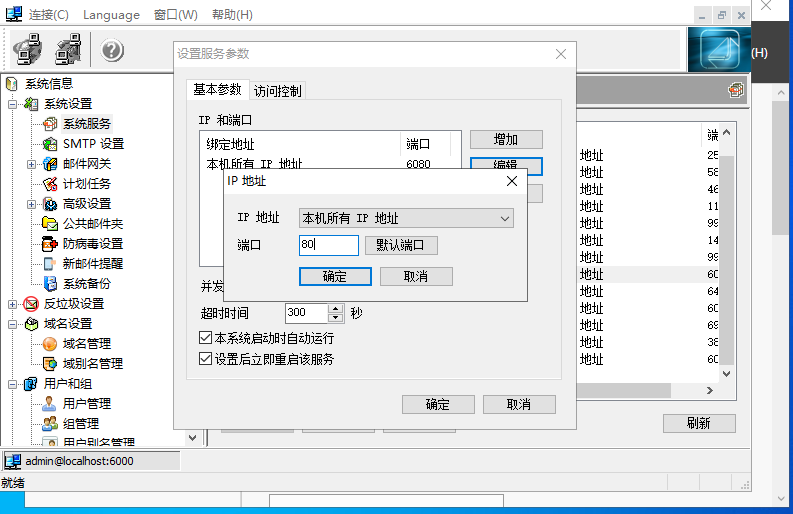 连接(C) Language 窗口(W) 帮助(H)
(H)
设置服务参数
系统信息
系统设置
系统服务
SMTP 设置
邮件网关
计划任务
高级设置
公共邮件夹
防病毒设置
新邮件提醒
系统备份
反垃圾设置
域名设置
域名管理
域别名管理
用户和组
用户管理
组管理
用户别名管理
基本参数 访问控制
IP 和端口
绑定地址 端口
本机所有 IP 地址 6080
增加
编辑
IP 地址
IP 地址 本机所有 IP 地址
端口 80 默认端口
确定 取消
并发
超时时间 300 秒
本系统启动时自动运行
设置后立即重启该服务
确定 取消
端
地址 25
地址 58
地址 46
地址 11
地址 99
地址 14
地址 99
地址 60
地址 64
地址 60
地址 69
地址 38
地址 60
刷新
admin@localhost:6000
就绪